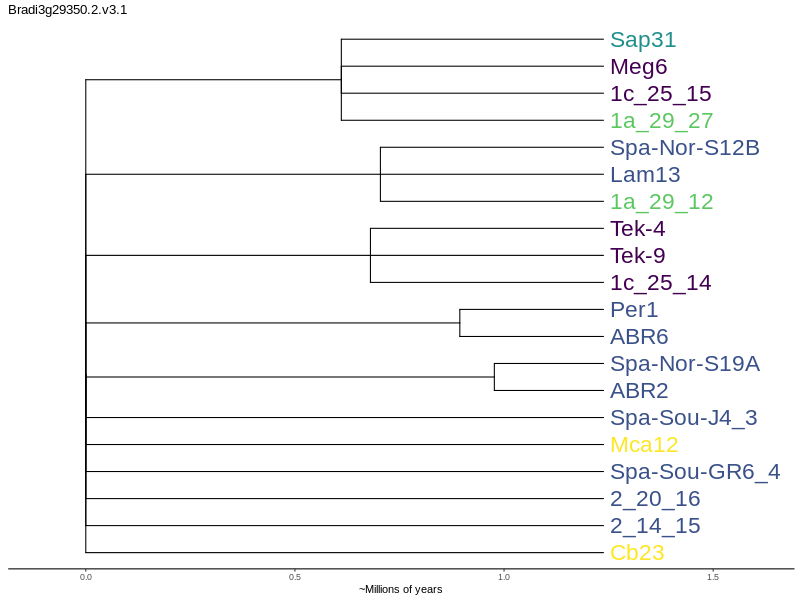 Bradi3g29350.2.v3.1
Sap31
Meg6
1c_25_15
1a_29_27
Spa-Nor-S12B
Lam13
1a_29_12
Tek-4
Tek-9
1c_25_14
Per1
ABR6
Spa-Nor-S19A
ABR2
Spa-Sou-J4_3
Mca12
Spa-Sou-GR6_4
2_20_16
2_14_15
Cb23
0.0 0.5 1.0 1.5
~Millions of years